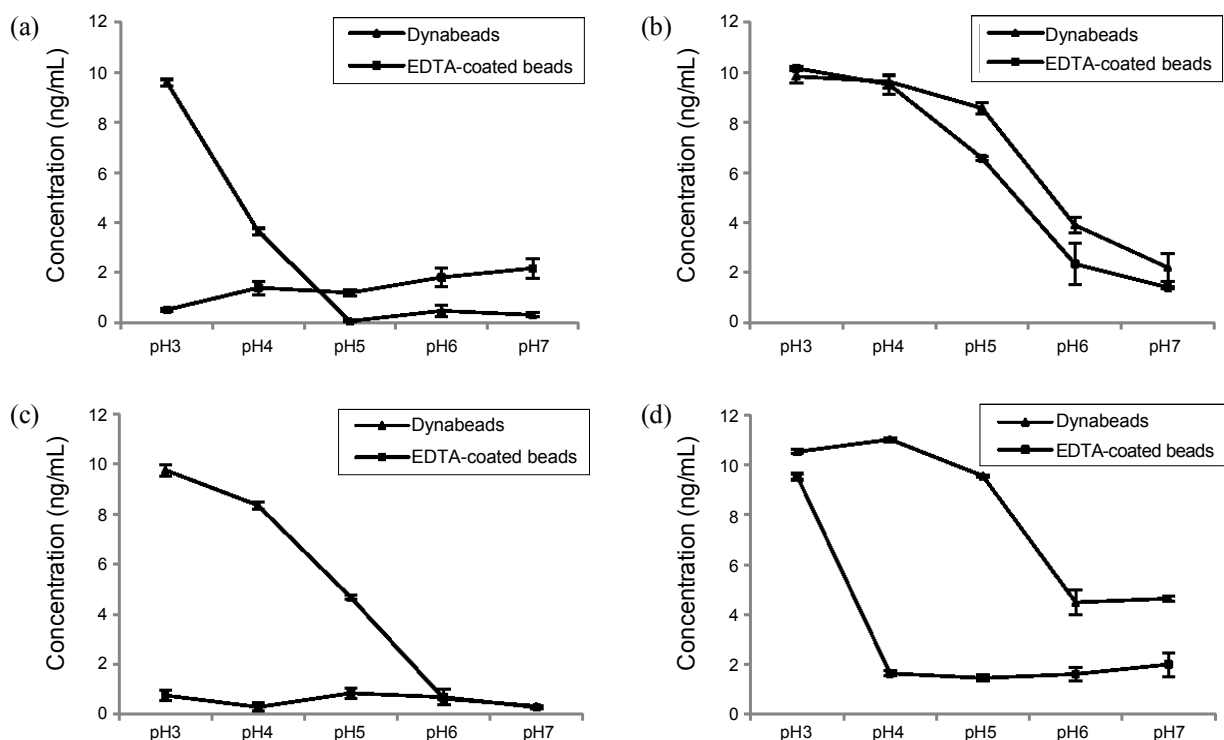 (a)
12
10
8
6
4
2
0
Concentration (ng/mL)
Dynabeads
EDTA-coated beads
pH3 pH4 pH5 pH6 pH7
(b)
12
10
8
6
4
2
0
Concentration (ng/mL)
Dynabeads
EDTA-coated beads
pH3 pH4 pH5 pH6 pH7
(c)
12
10
8
6
4
2
0
Concentration (ng/mL)
Dynabeads
EDTA-coated beads
pH3 pH4 pH5 pH6 pH7
(d)
12
10
8
6
4
2
0
Concentration (ng/mL)
Dynabeads
EDTA-coated beads
pH3 pH4 pH5 pH6 pH7